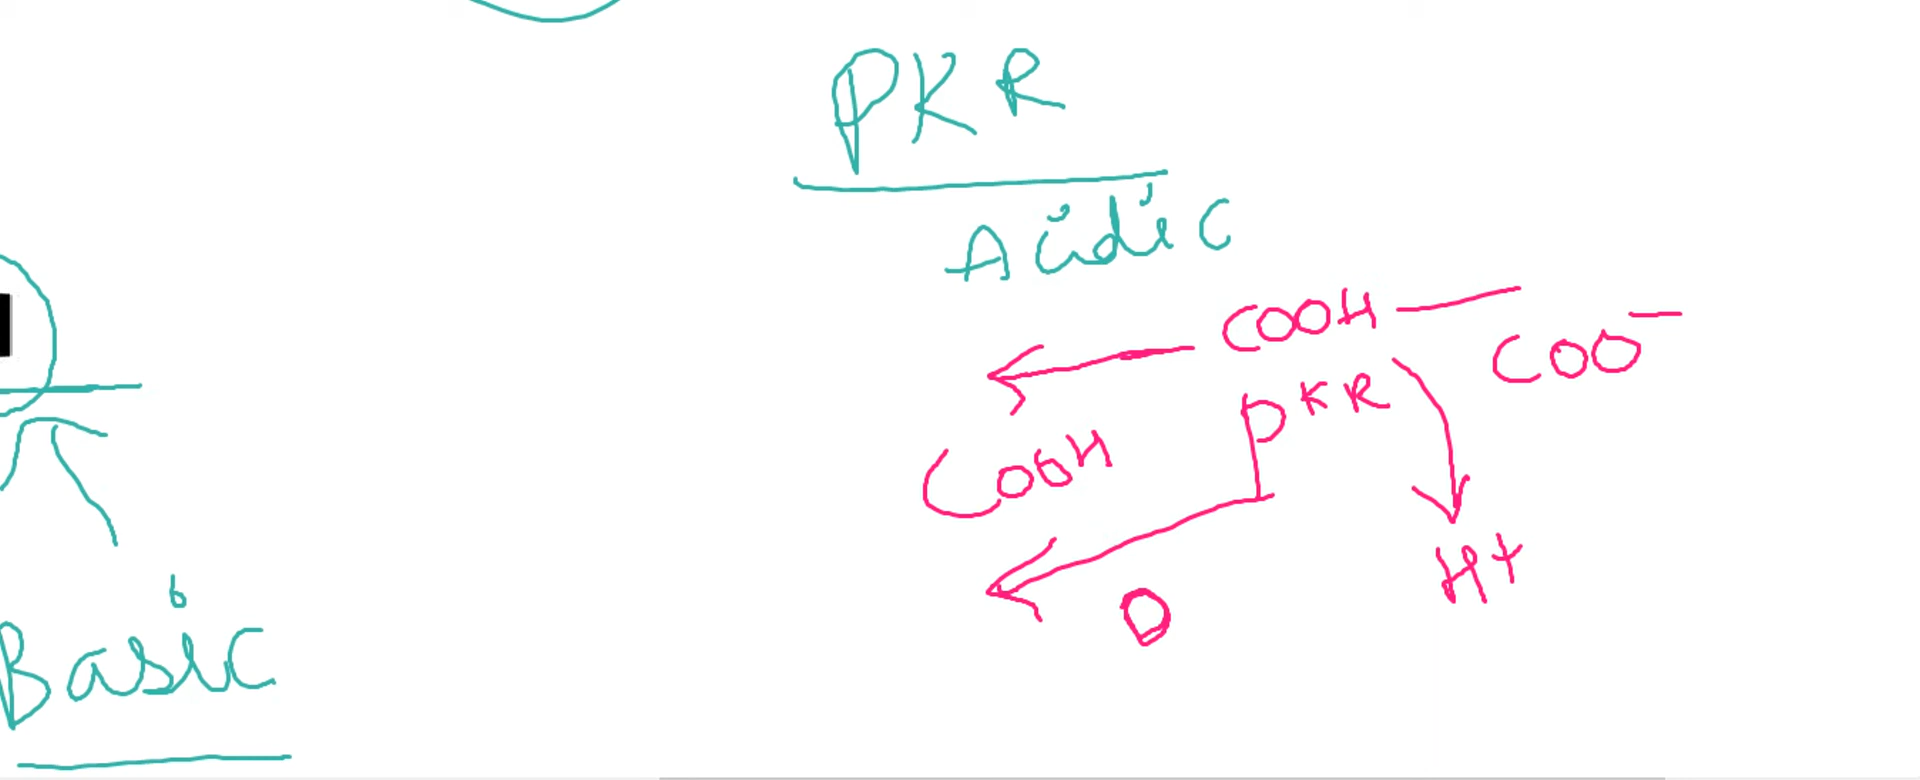 PKR
Acidic
COOH — COO⁻
COOH
PKR
H+
D
Basic